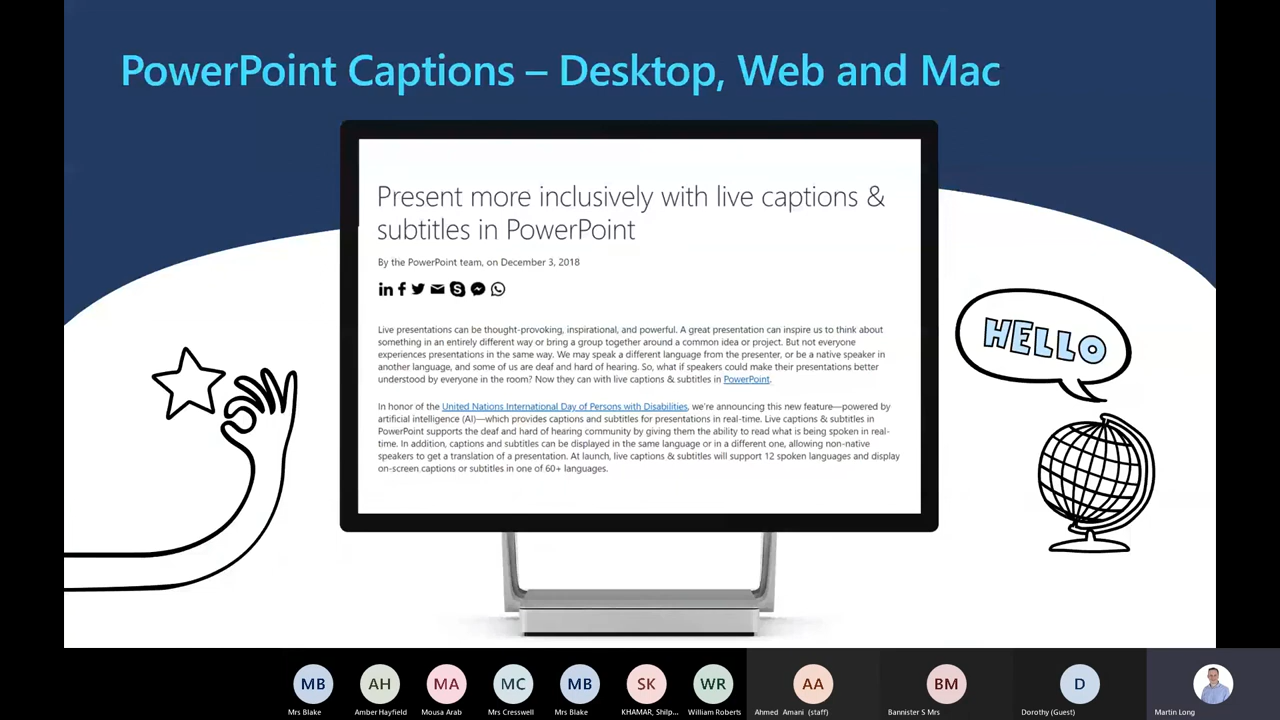 PowerPoint Captions – Desktop, Web and Mac
Present more inclusively with live captions &
subtitles in PowerPoint
By the PowerPoint team, on December 3, 2018
Live presentations can be thought-provoking, inspirational, and powerful. A great presentation can inspire us to think about
something in an entirely different way or bring a group together around a common idea or project. But not everyone
experiences presentations in the same way. We may speak a different language from the presenter, or be a native speaker in
another language, and some of us are deaf and hard of hearing. So, what if speakers could make their presentations better
understood by everyone in the room? Now they can with live captions & subtitles in PowerPoint.
In honor of the United Nations International Day of Persons with Disabilities, we're announcing this new feature—powered by
artificial intelligence (AI)—which provides captions and subtitles for presentations in real-time. Live captions & subtitles in
PowerPoint supports the deaf and hard of hearing community by giving them the ability to read what is being spoken in real-
time. In addition, captions and subtitles can be displayed in the same language or in a different one, allowing non-native
speakers to get a translation of a presentation. At launch, live captions & subtitles will support 12 spoken languages and display
on-screen captions or subtitles in one of 60+ languages.
HELLO
MB AH MA MC MB SK WR AA BM D
Mrs Blake Amber Hayfield Mousa Arab Mrs Cresswell Mrs Blake KHAMAR, Shilp... William Roberts Ahmed Amani (staff) Bannister S Mrs Dorothy (Guest) Martin Long